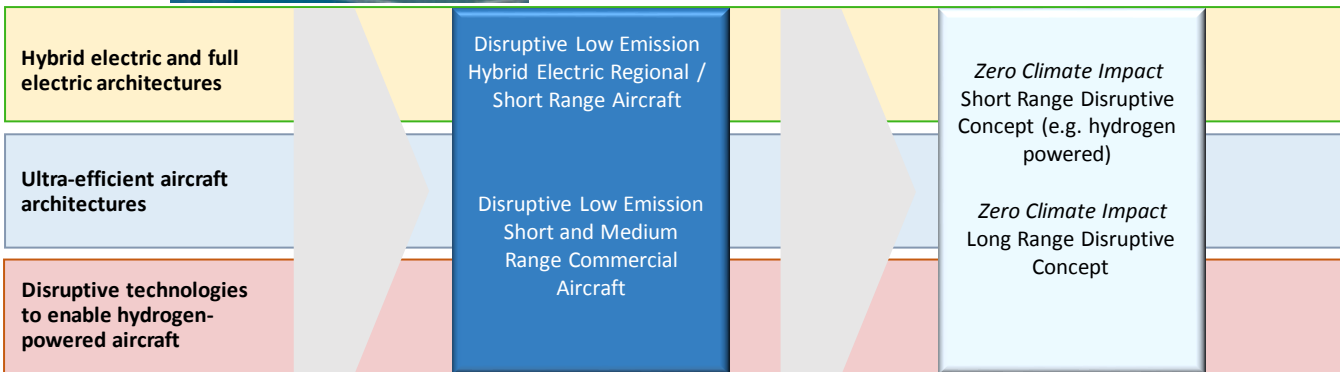 Hybrid electric and full
electric architectures
Ultra-efficient aircraft
architectures
Disruptive technologies
to enable hydrogen-
powered aircraft
Disruptive Low Emission
Hybrid Electric Regional /
Short Range Aircraft
Disruptive Low Emission
Short and Medium
Range Commercial
Aircraft
Zero Climate Impact
Short Range Disruptive
Concept (e.g. hydrogen
powered)
Zero Climate Impact
Long Range Disruptive
Concept